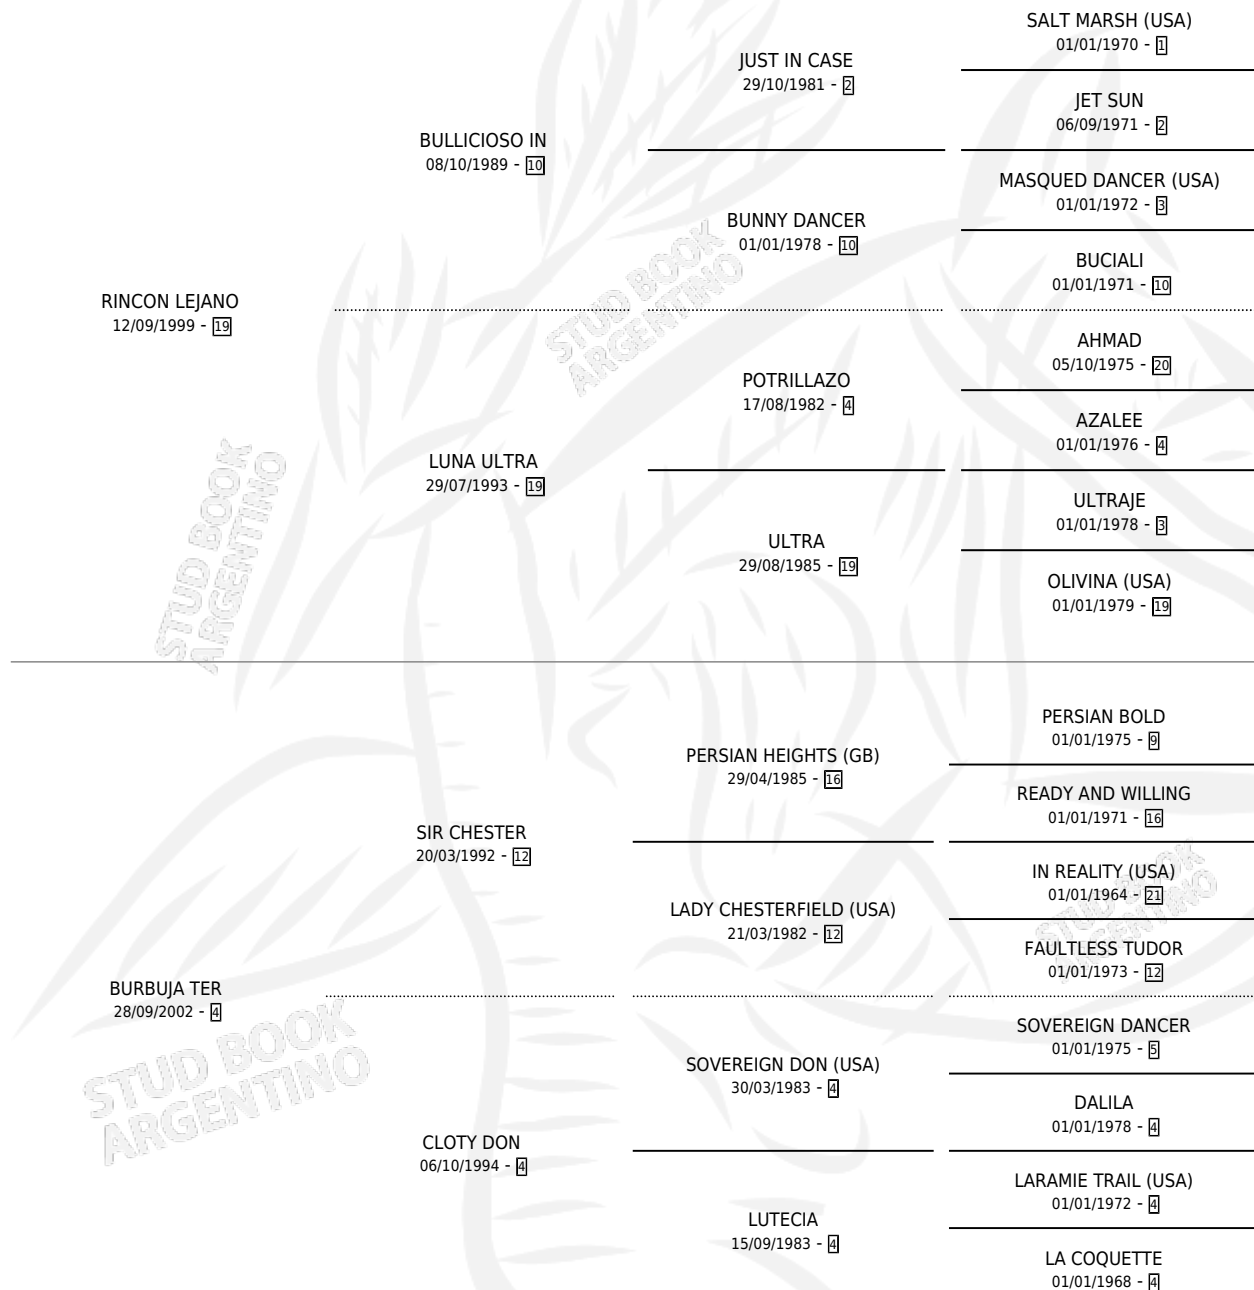 SALT MARSH (USA)
01/01/1970 - 1
JUST IN CASE
29/10/1981 - 2
JET SUN
06/09/1971 - 2
BULLICIOSO IN
08/10/1989 - 10
MASQUED DANCER (USA)
01/01/1972 - 3
BUNNY DANCER
01/01/1978 - 10
BUCIALI
01/01/1971 - 10
RINCON LEJANO
12/09/1999 - 19
STUD BOOK
ARGENTINO
AHMAD
05/10/1975 - 20
POTRILLAZO
17/08/1982 - 4
AZALEE
01/01/1976 - 4
LUNA ULTRA
29/07/1993 - 19
ULTRAJE
01/01/1978 - 3
ULTRA
29/08/1985 - 19
OLIVINA (USA)
01/01/1979 - 19
STUD BOOK
ARGENTINO
PERSIAN BOLD
01/01/1975 - 9
PERSIAN HEIGHTS (GB)
29/04/1985 - 16
READY AND WILLING
01/01/1971 - 16
SIR CHESTER
20/03/1992 - 12
IN REALITY (USA)
01/01/1964 - 21
LADY CHESTERFIELD (USA)
21/03/1982 - 12
FAULTLESS TUDOR
01/01/1973 - 12
STUD BOOK
ARGENTINO
BURBUJA TER
28/09/2002 - 4
STUD BOOK
ARGENTINO
SOVEREIGN DANCER
01/01/1975 - 5
SOVEREIGN DON (USA)
30/03/1983 - 4
DALILA
01/01/1978 - 4
CLOTY DON
06/10/1994 - 4
LARAMIE TRAIL (USA)
01/01/1972 - 4
LUTECIA
15/09/1983 - 4
LA COQUETTE
01/01/1968 - 4